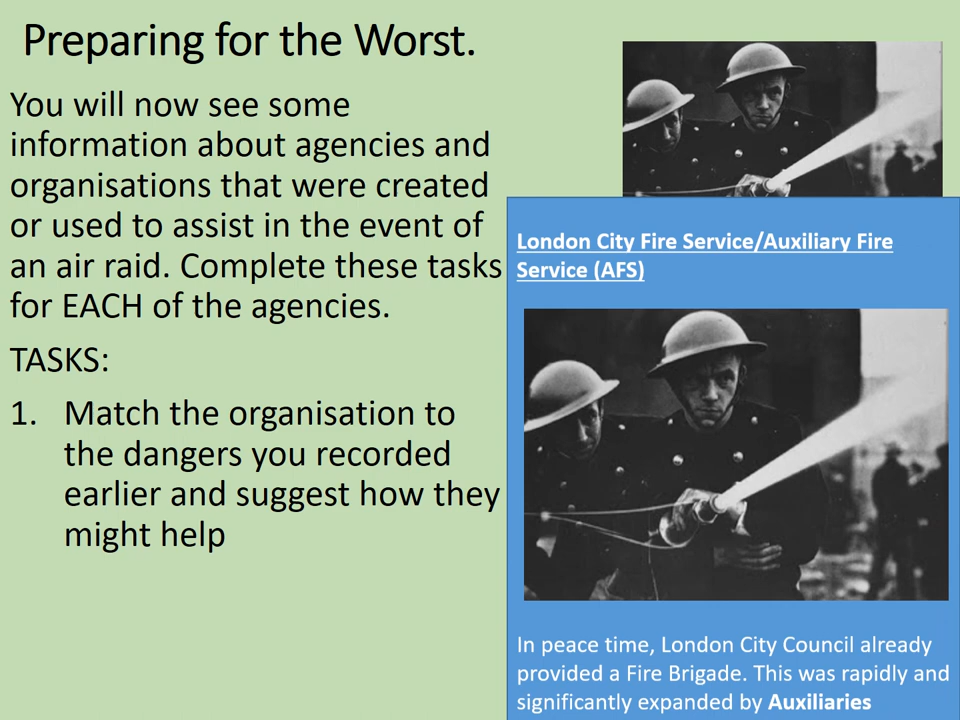 Preparing for the Worst.
You will now see some
information about agencies and
organisations that were created
or used to assist in the event of
an air raid. Complete these tasks
for EACH of the agencies.
TASKS:
1. Match the organisation to
the dangers you recorded
earlier and suggest how they
might help
London City Fire Service/Auxiliary Fire
Service (AFS)
In peace time, London City Council already
provided a Fire Brigade. This was rapidly and
significantly expanded by Auxiliaries